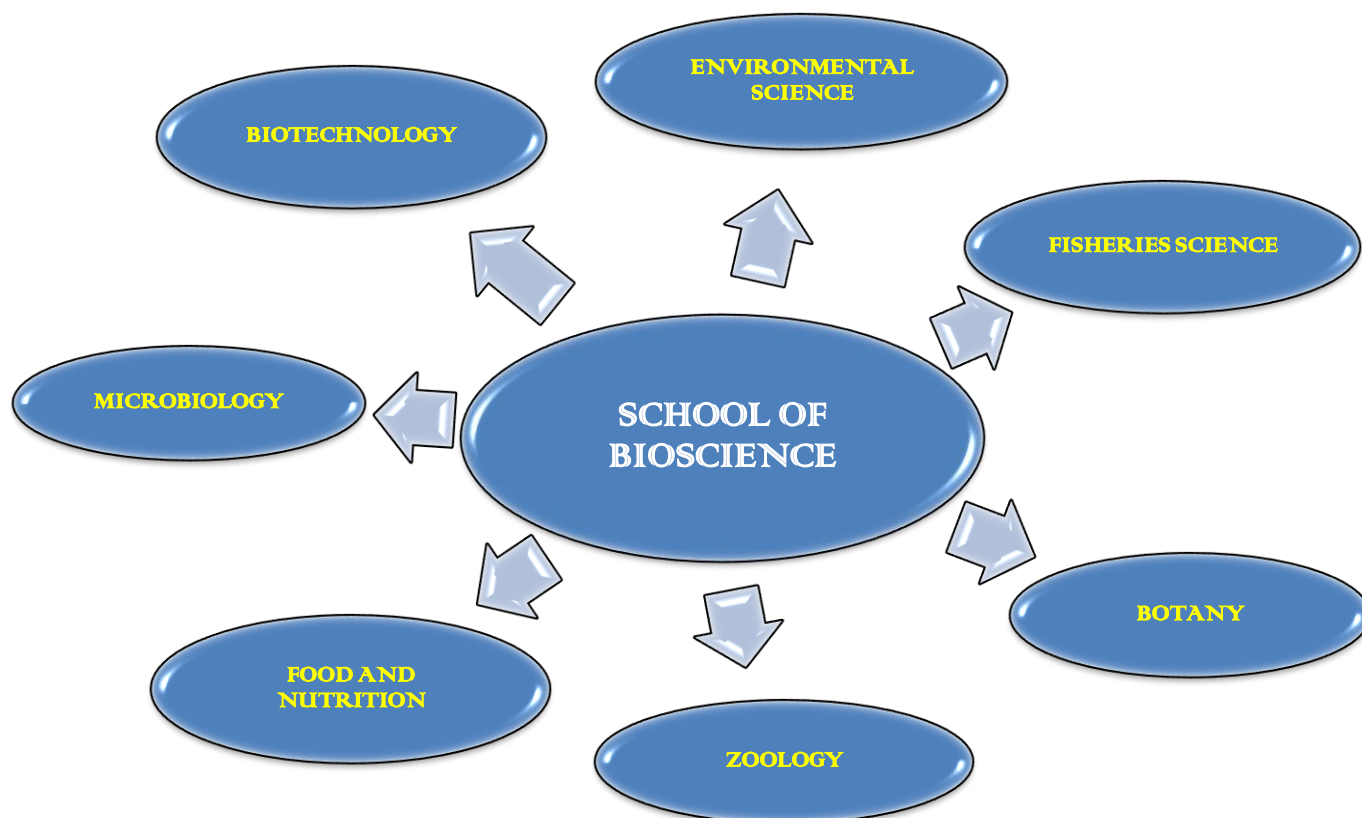 ENVIRONMENTAL
SCIENCE
BIOTECHNOLOGY
FISHERIES SCIENCE
MICROBIOLOGY
SCHOOL OF
BIOSCIENCE
BOTANY
FOOD AND
NUTRITION
ZOOLOGY